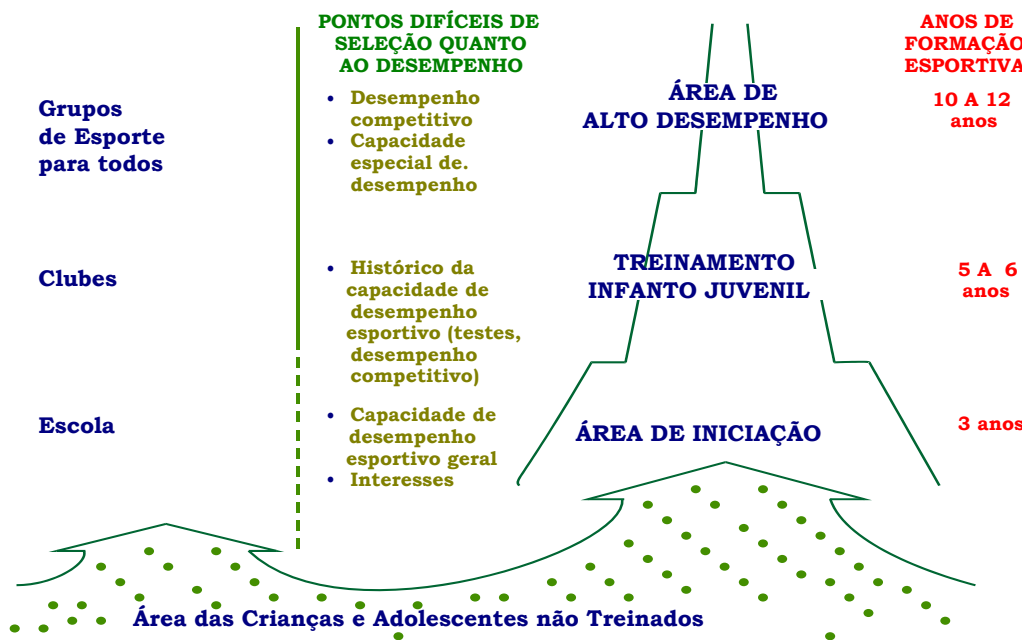 PONTOS DIFÍCEIS DE
SELEÇÃO QUANTO
AO DESEMPENHO
ANOS DE
FORMAÇÃO
ESPORTIVA
Grupos
de Esporte
para todos
• Desempenho
competitivo
• Capacidade
especial de.
desempenho
ÁREA DE
ALTO DESEMPENHO
10 A 12
anos
Clubes
• Histórico da
capacidade de
desempenho
esportivo (testes,
desempenho
competitivo)
TREINAMENTO
INFANTO JUVENIL
5 A 6
anos
Escola
• Capacidade de
desempenho
esportivo geral
• Interesses
ÁREA DE INICIAÇÃO
3 anos
Área das Crianças e Adolescentes não Treinados